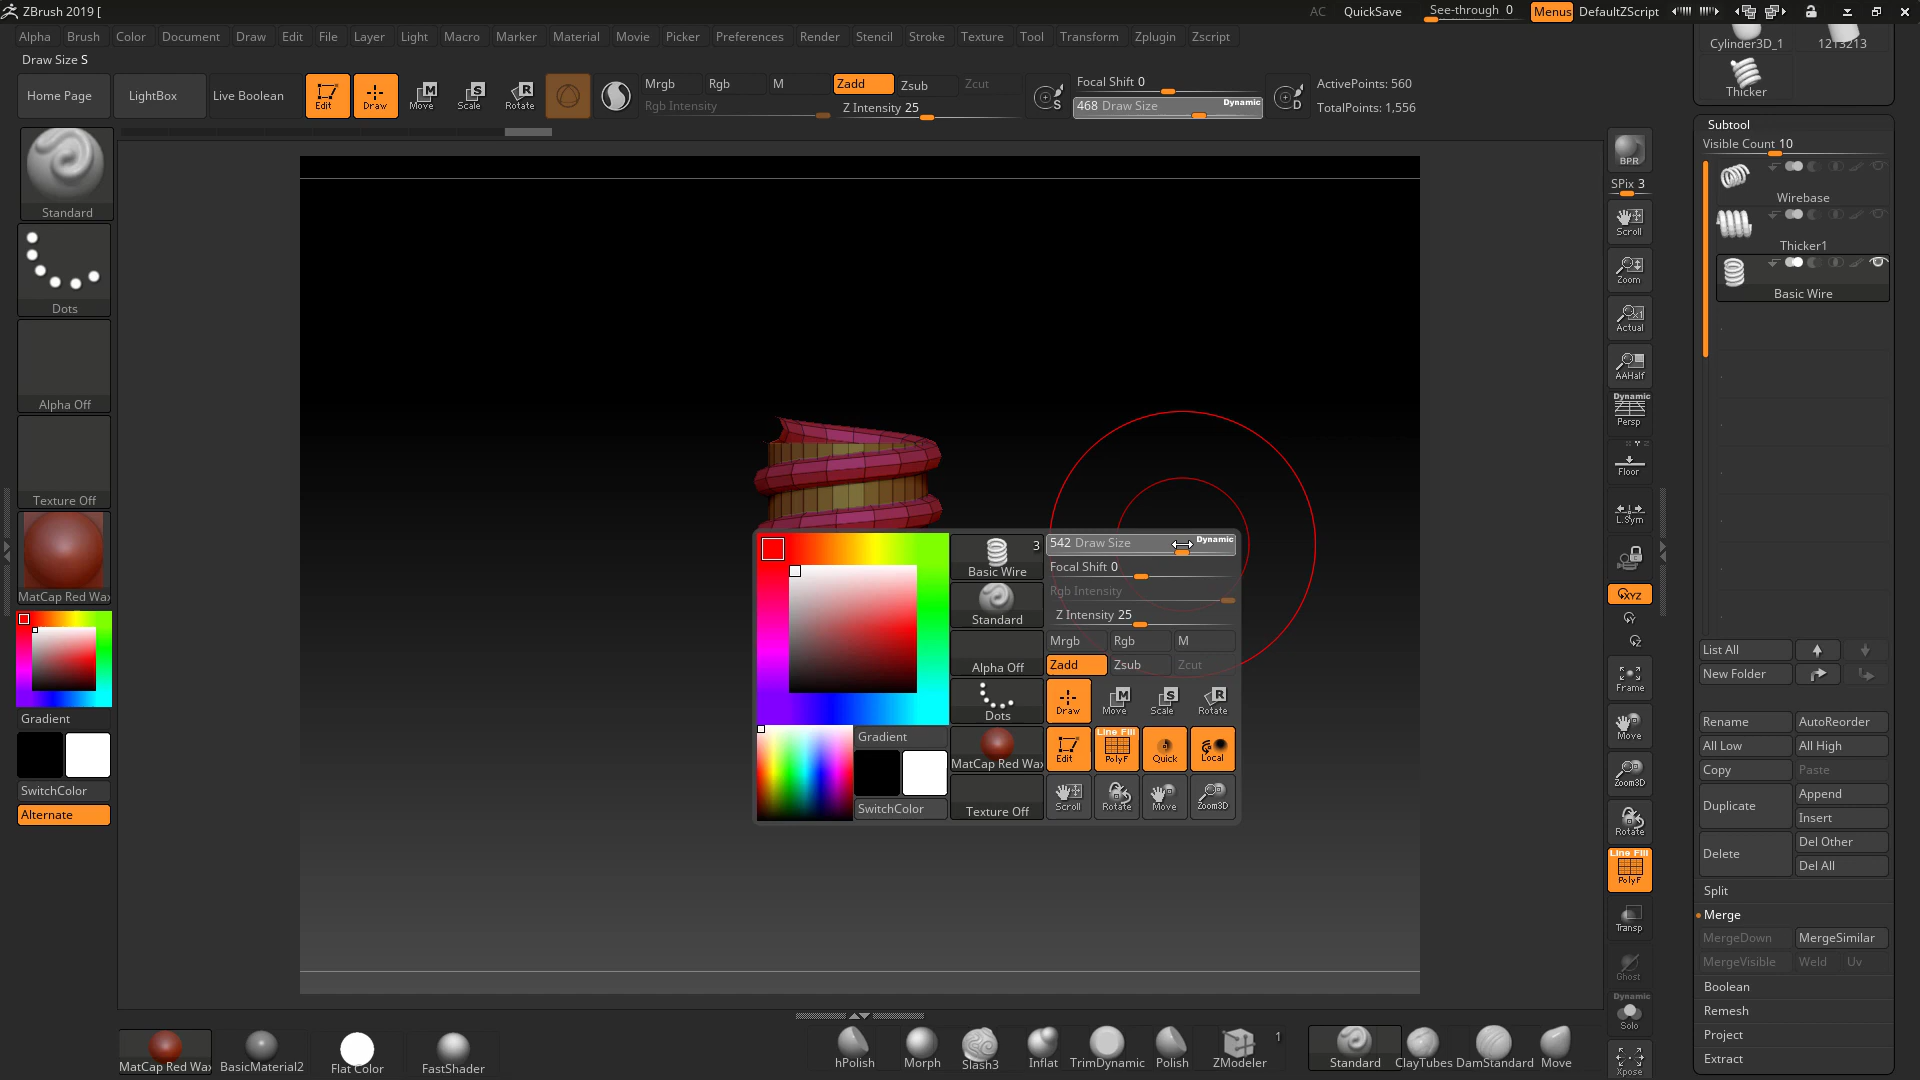 ZBrush 2019 [
AC
QuickSave
See-through 0
Menus
DefaultZScript
Alpha
Brush
Color
Document
Draw
Edit
File
Layer
Light
Macro
Marker
Material
Movie
Picker
Preferences
Render
Stencil
Stroke
Texture
Tool
Transform
Zplugin
Zscript
Draw Size S
Home Page
LightBox
Live Boolean
Edit
Draw
Move
Scale
Rotate
Mrgb
Rgb
M
Rgb Intensity
Zadd
Zsub
Zcut
Z Intensity 25
S
Focal Shift 0
468 Draw Size
Dynamic
D
ActivePoints: 560
TotalPoints: 1,556
Cylinder3D_1
1213213
Thicker
Standard
Dots
Alpha Off
Texture Off
MatCap Red Wax
Gradient
SwitchColor
Alternate
3
Basic Wire
Standard
Alpha Off
Dots
MatCap Red Wax
Texture Off
Gradient
SwitchColor
542 Draw Size
Dynamic
Focal Shift 0
Rgb Intensity
Z Intensity 25
Mrgb
Rgb
M
Zadd
Zsub
Zcut
Draw
Move
Scale
Rotate
Edit
Line Fill
PolyF
Quick
Local
Scroll
Rotate
Move
Zoom3D
BPR
SPix 3
Scroll
Zoom
Actual
AAHalf
Dynamic
Persp
Floor
L.Sym
XYZ
Frame
Move
Zoom3D
Rotate
Line Fill
PolyF
Transp
Ghost
Dynamic
Solo
Xpose
Subtool
Visible Count 10
Wirebase
Thicker1
Basic Wire
List All
New Folder
Rename
AutoReorder
All Low
All High
Copy
Paste
Duplicate
Append
Insert
Delete
Del Other
Del All
Split
Merge
MergeDown
MergeSimilar
MergeVisible
Weld
Uv
Boolean
Remesh
Project
Extract
MatCap Red Wax
BasicMaterial2
Flat Color
FastShader
hPolish
Morph
Slash3
Inflat
TrimDynamic
Polish
ZModeler
1
Standard
ClayTubes
DamStandard
Move